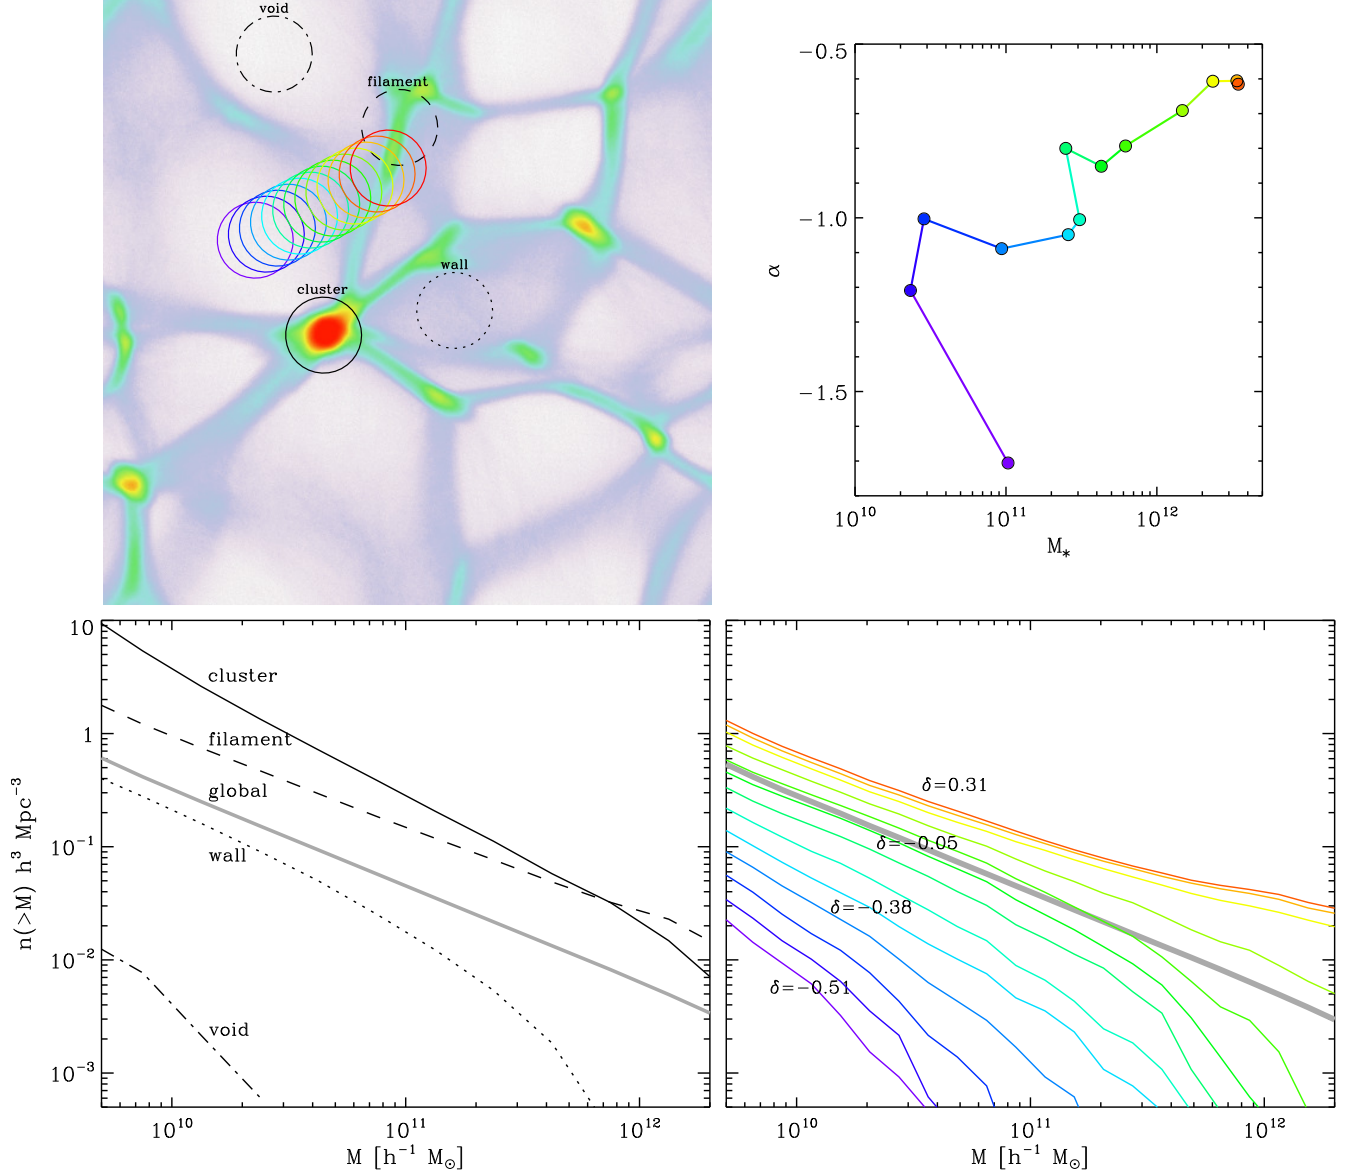 void
filament
wall
cluster
−0.5
−1.0
−1.5
α
10^10 10^11 10^12
M_*
10
1
10^−1
10^−2
10^−3
n(>M) h^3 Mpc^−3
cluster
filament
global
wall
void
10^10 10^11 10^12
M [h^−1 M_⊙]
δ=0.31
δ=−0.05
δ=−0.38
δ=−0.51
10^10 10^11 10^12
M [h^−1 M_⊙]